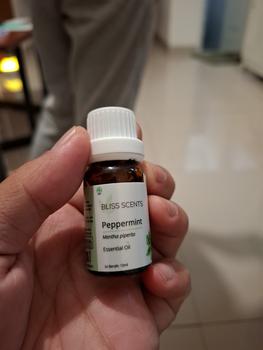 BLISS SCENTS
Peppermint
Mentha piperita
Essential Oil